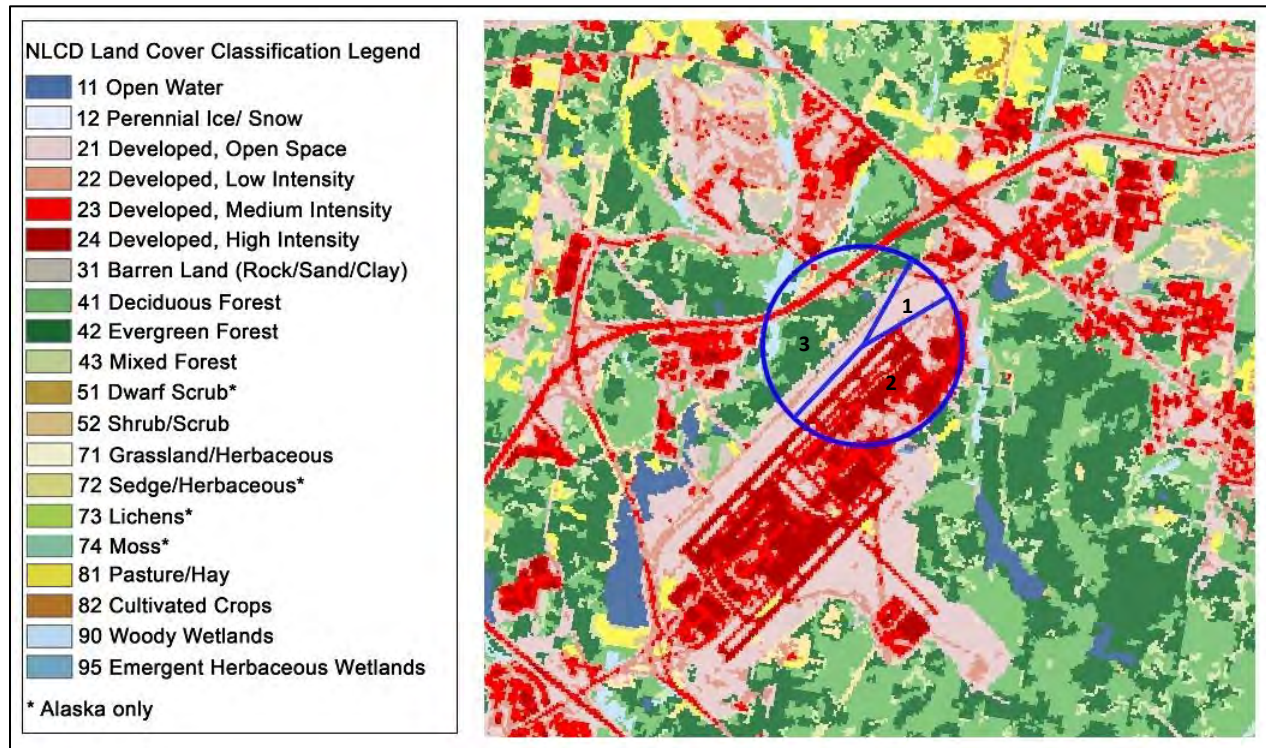 NLCD Land Cover Classification Legend
11 Open Water
12 Perennial Ice/ Snow
21 Developed, Open Space
22 Developed, Low Intensity
23 Developed, Medium Intensity
24 Developed, High Intensity
31 Barren Land (Rock/Sand/Clay)
41 Deciduous Forest
42 Evergreen Forest
43 Mixed Forest
51 Dwarf Scrub*
52 Shrub/Scrub
71 Grassland/Herbaceous
72 Sedge/Herbaceous*
73 Lichens*
74 Moss*
81 Pasture/Hay
82 Cultivated Crops
90 Woody Wetlands
95 Emergent Herbaceous Wetlands
* Alaska only
1
3
2